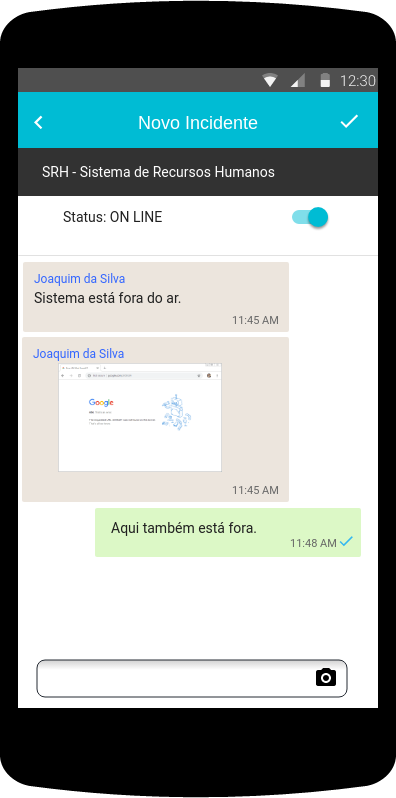 12:30
Novo Incidente
SRH - Sistema de Recursos Humanos
Status: ON LINE
Joaquim da Silva
Sistema está fora do ar.
11:45 AM
Joaquim da Silva
Google
11:45 AM
Aqui também está fora.
11:48 AM